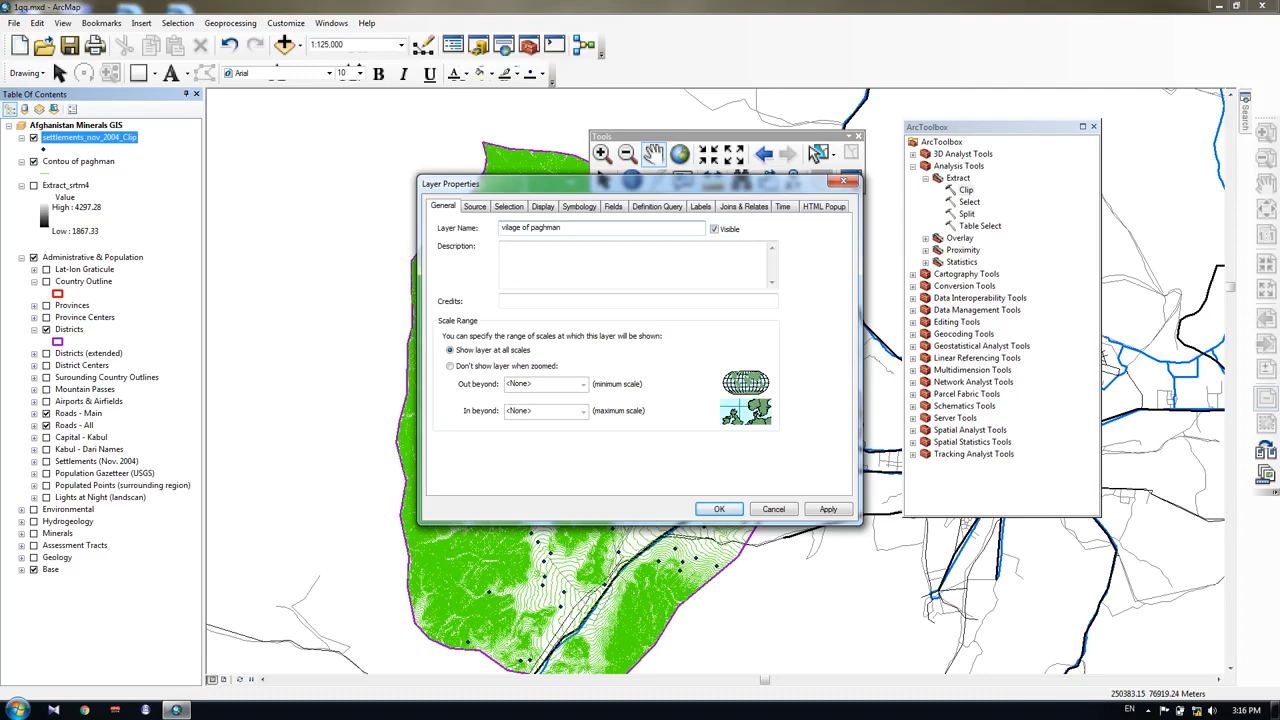 1gq.mxd - ArcMap
File Edit View Bookmarks Insert Selection Geoprocessing Customize Windows Help
1:125,000
Drawing Arial 10 B I U A
Table Of Contents
Afghanistan Minerals GIS
settlements_nov_2004_Clip
Contou of paghman
Extract_srtm4
Value
High : 4297.28
Low : 1867.33
Administrative & Population
Lat-lon Graticule
Country Outline
Provinces
Province Centers
Districts
Districts (extended)
District Centers
Surounding Country Outlines
Mountain Passes
Airports & Airfields
Roads - Main
Roads - All
Capital - Kabul
Kabul - Dari Names
Settlements (Nov. 2004)
Population Gazetteer (USGS)
Populated Points (surrounding region)
Lights at Night (landscan)
Environmental
Hydrogeology
Minerals
Assessment Tracts
Geology
Base
Tools
Layer Properties
General Source Selection Display Symbology Fields Definition Query Labels Joins & Relates Time HTML Popup
Layer Name: vilage of paghman Visible
Description:
Credits:
Scale Range
You can specify the range of scales at which this layer will be shown:
Show layer at all scales
Don't show layer when zoomed:
Out beyond: <None> (minimum scale)
In beyond: <None> (maximum scale)
OK Cancel Apply
ArcToolbox
ArcToolbox
3D Analyst Tools
Analysis Tools
Extract
Clip
Select
Split
Table Select
Overlay
Proximity
Statistics
Cartography Tools
Conversion Tools
Data Interoperability Tools
Data Management Tools
Editing Tools
Geocoding Tools
Geostatistical Analyst Tools
Linear Referencing Tools
Multidimension Tools
Network Analyst Tools
Parcel Fabric Tools
Schematics Tools
Server Tools
Spatial Analyst Tools
Spatial Statistics Tools
Tracking Analyst Tools
Search
250383.15 76919.24 Meters
EN 3:16 PM